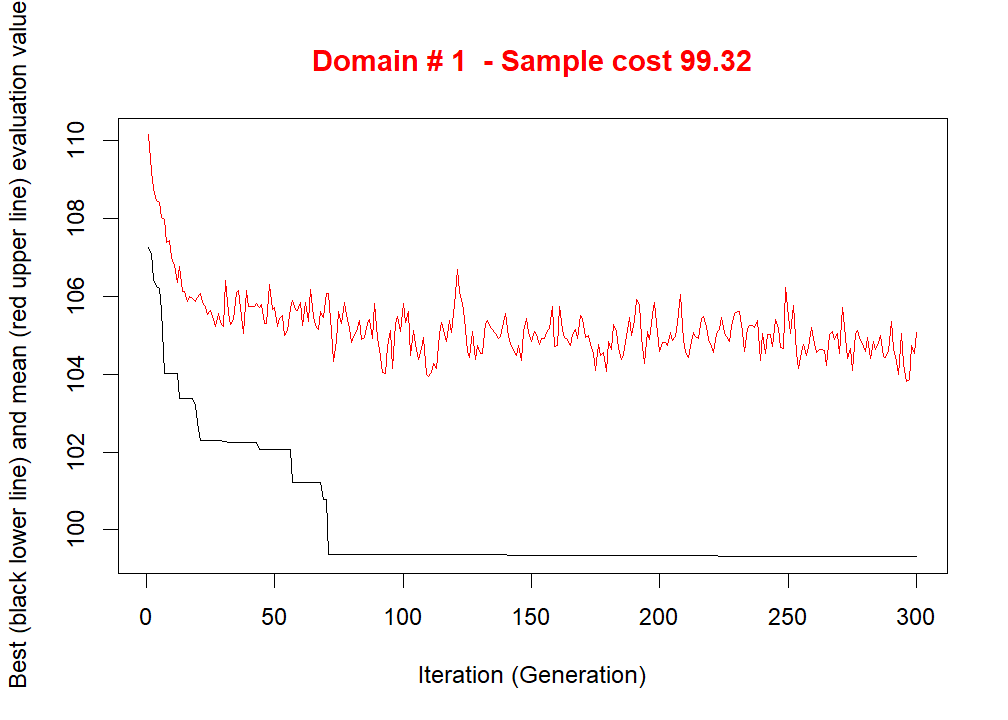 Domain # 1  - Sample cost 99.32
Best (black lower line) and mean (red upper line) evaluation value
110
108
106
104
102
100
0 50 100 150 200 250 300
Iteration (Generation)